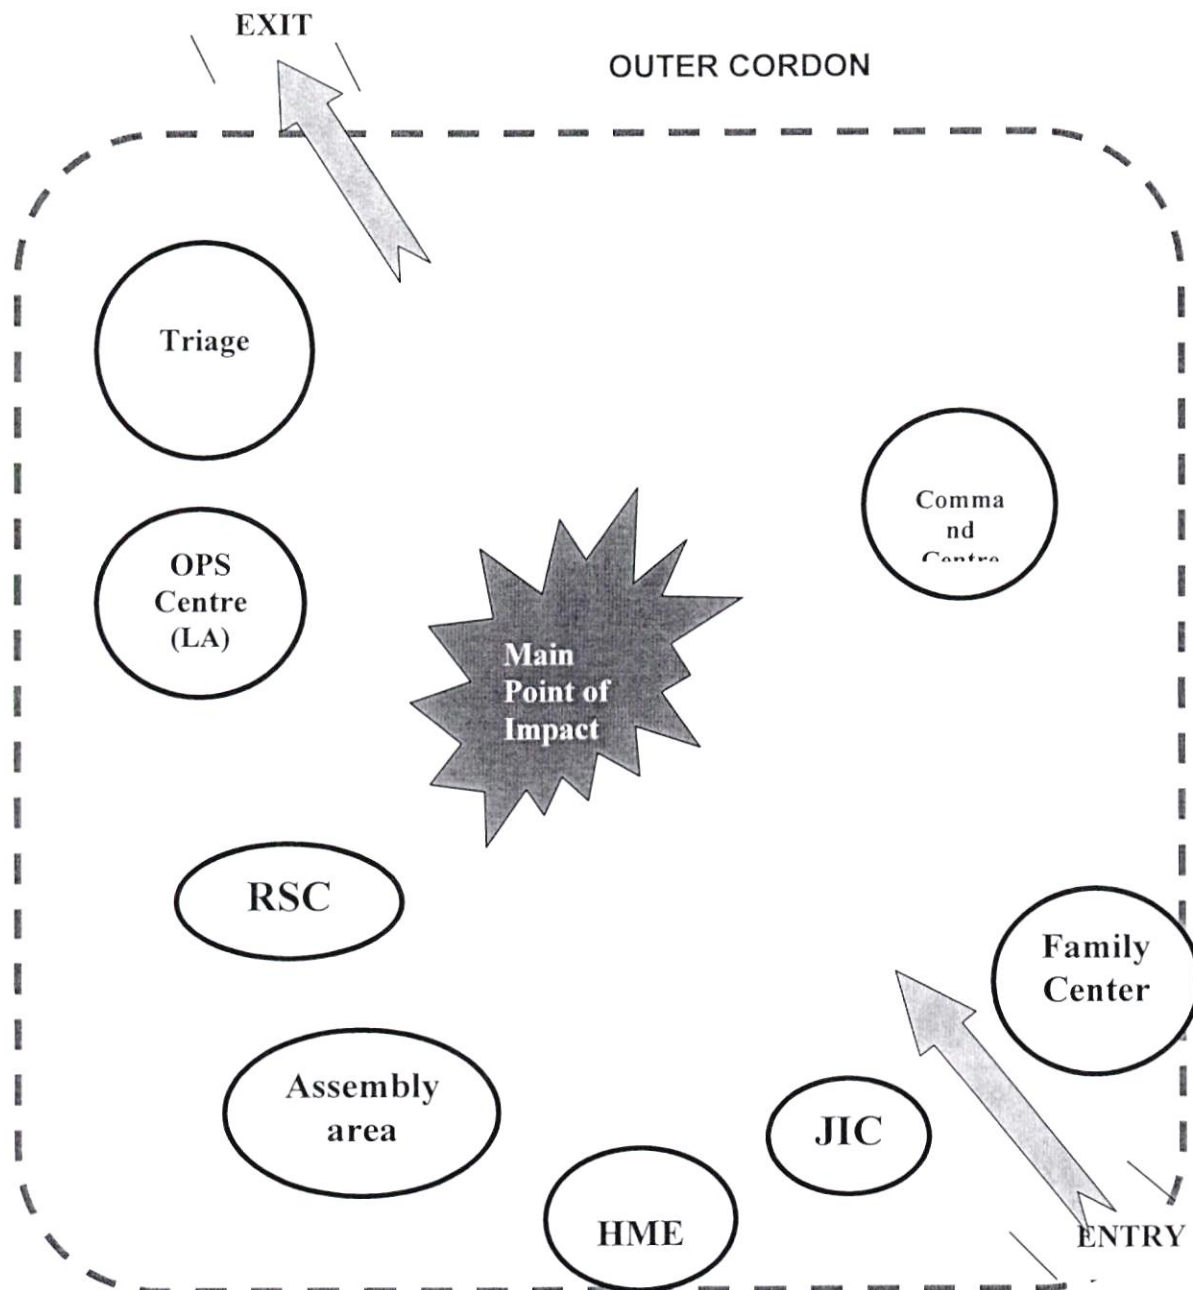 EXIT
OUTER CORDON
Triage
Comma
nd
Centre
OPS
Centre
(LA)
Main
Point of
Impact
RSC
Family
Center
Assembly
area
JIC
HME
ENTRY